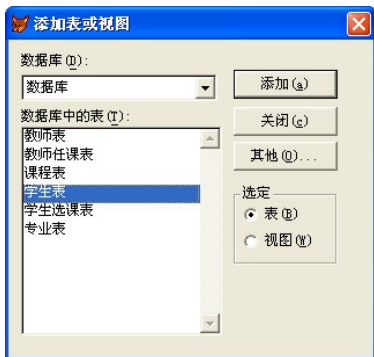 添加表或视图
数据库(D):
数据库
添加(a)
数据库中的表(T):
关闭(c)
教师表
教师任课表
其他(O)...
课程表
学生表
选定
学生选课表
表(B)
专业表
视图(W)